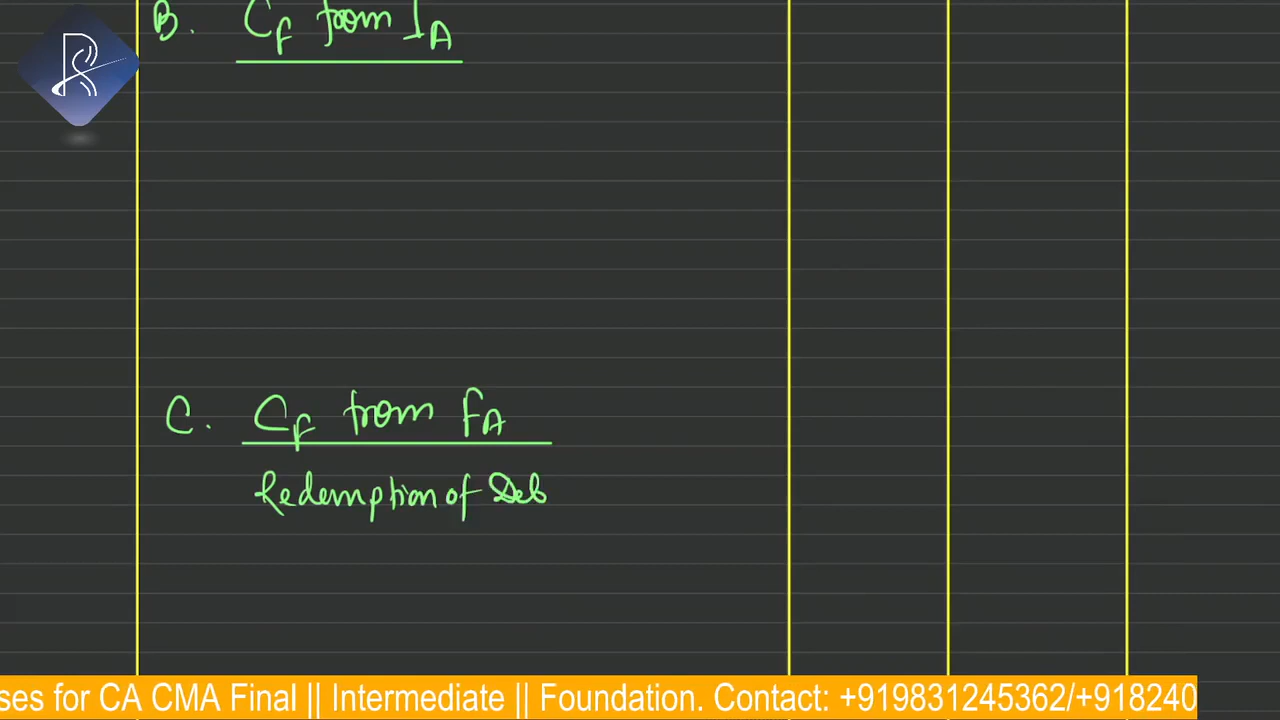 B. CF from IA
C. CF from FA
Redemption of Deb
ses for CA CMA Final || Intermediate || Foundation. Contact: +919831245362/+918240